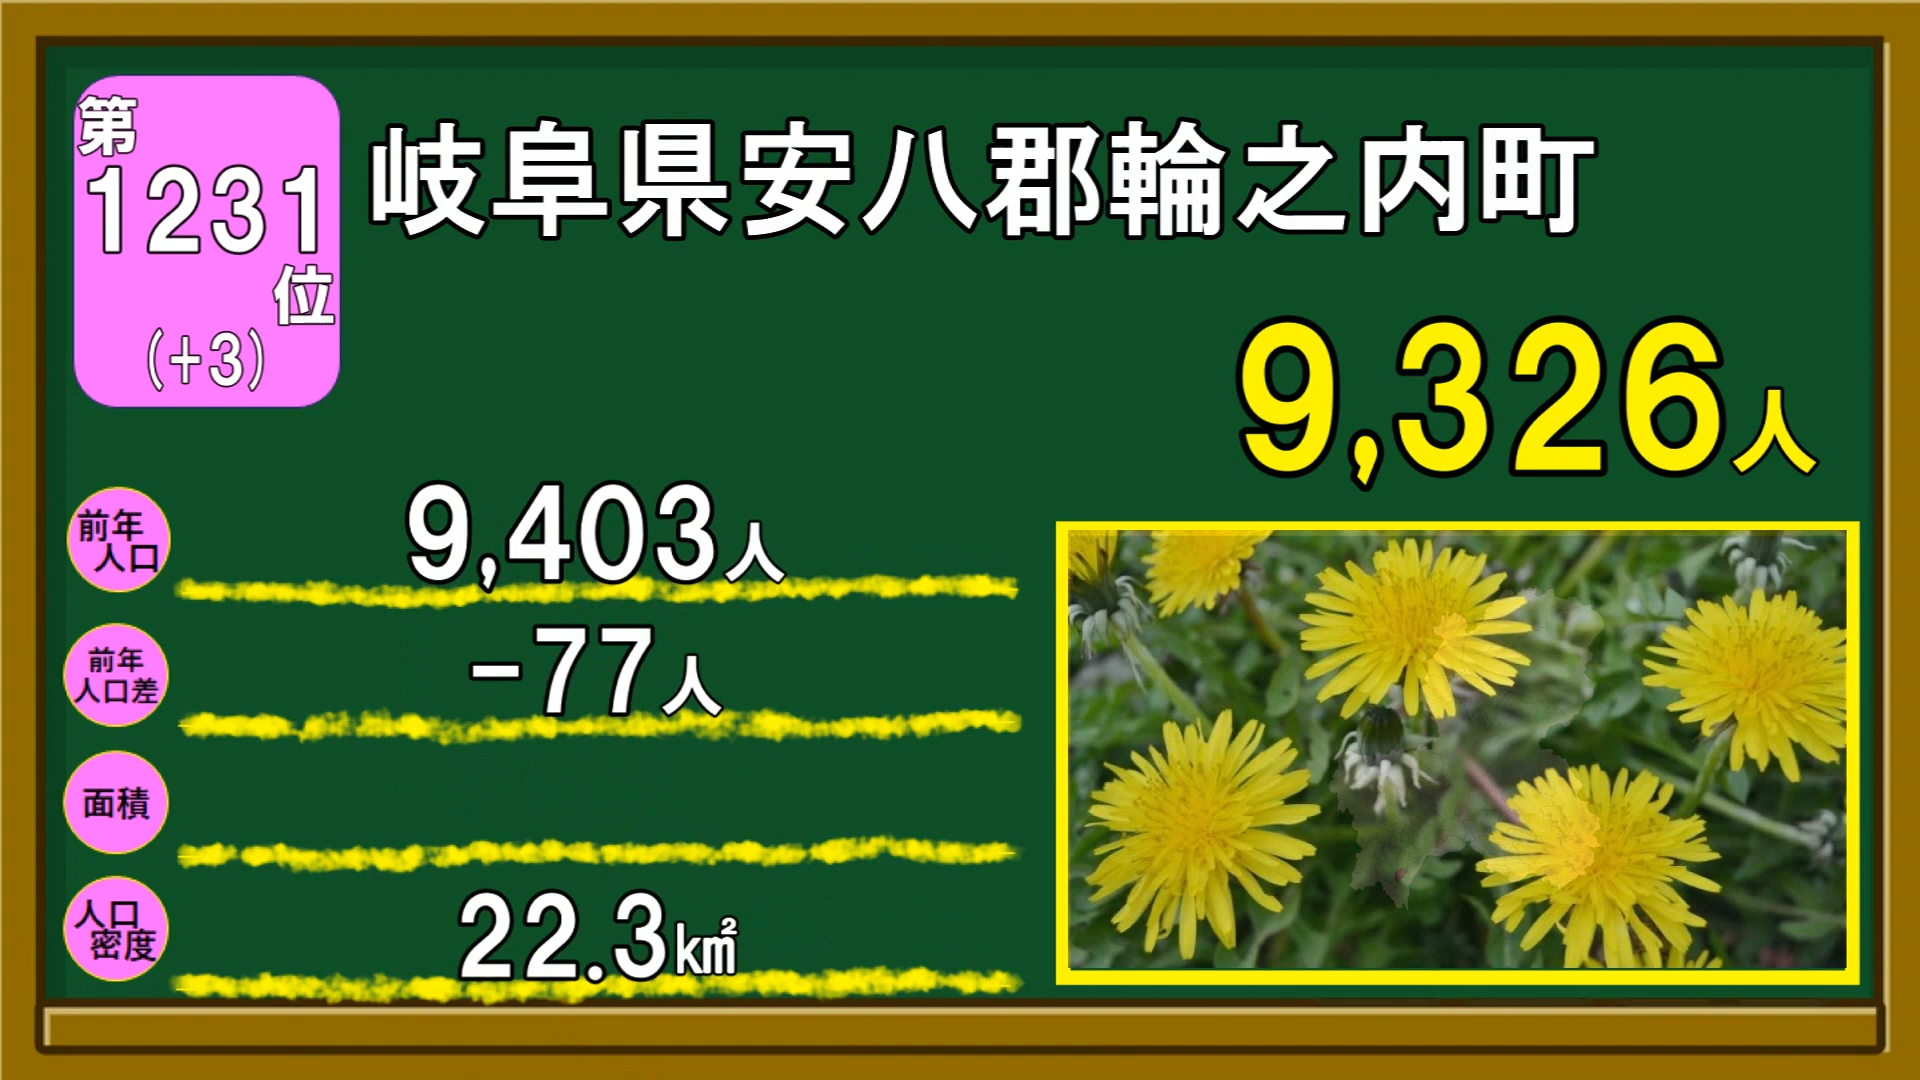 第
1231
位
(+3)
岐阜県安八郡輪之内町
9,326人
前年
人口
9,403人
前年
人口差
-77人
面積
人口
密度
22.3k㎡